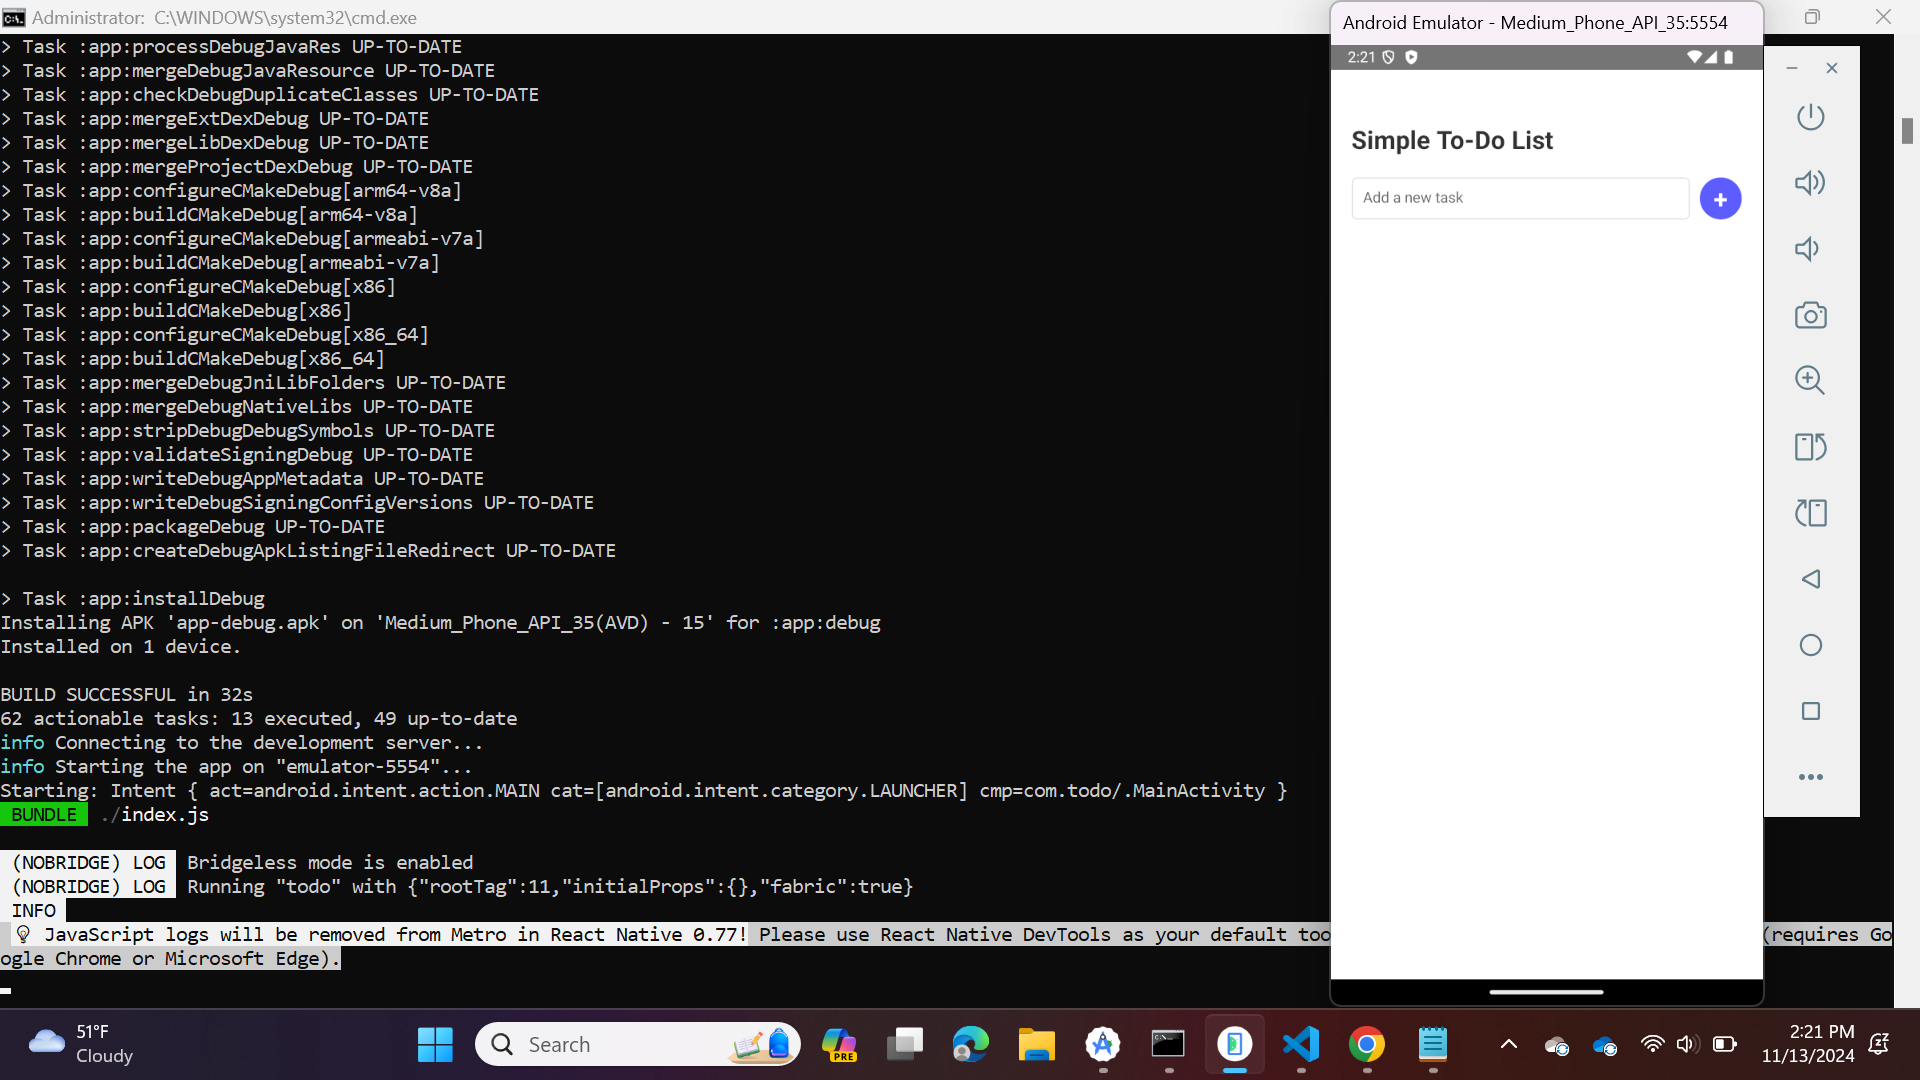 Administrator: C:\WINDOWS\system32\cmd.exe
> Task :app:processDebugJavaRes UP-TO-DATE
> Task :app:mergeDebugJavaResource UP-TO-DATE
> Task :app:checkDebugDuplicateClasses UP-TO-DATE
> Task :app:mergeExtDexDebug UP-TO-DATE
> Task :app:mergeLibDexDebug UP-TO-DATE
> Task :app:mergeProjectDexDebug UP-TO-DATE
> Task :app:configureCMakeDebug[arm64-v8a]
> Task :app:buildCMakeDebug[arm64-v8a]
> Task :app:configureCMakeDebug[armeabi-v7a]
> Task :app:buildCMakeDebug[armeabi-v7a]
> Task :app:configureCMakeDebug[x86]
> Task :app:buildCMakeDebug[x86]
> Task :app:configureCMakeDebug[x86_64]
> Task :app:buildCMakeDebug[x86_64]
> Task :app:mergeDebugJniLibFolders UP-TO-DATE
> Task :app:mergeDebugNativeLibs UP-TO-DATE
> Task :app:stripDebugDebugSymbols UP-TO-DATE
> Task :app:validateSigningDebug UP-TO-DATE
> Task :app:writeDebugAppMetadata UP-TO-DATE
> Task :app:writeDebugSigningConfigVersions UP-TO-DATE
> Task :app:packageDebug UP-TO-DATE
> Task :app:createDebugApkListingFileRedirect UP-TO-DATE
> Task :app:installDebug
Installing APK 'app-debug.apk' on 'Medium_Phone_API_35(AVD) - 15' for :app:debug
Installed on 1 device.
BUILD SUCCESSFUL in 32s
62 actionable tasks: 13 executed, 49 up-to-date
info Connecting to the development server...
info Starting the app on "emulator-5554"...
Starting: Intent { act=android.intent.action.MAIN cat=[android.intent.category.LAUNCHER] cmp=com.todo/.MainActivity }
BUNDLE ./index.js
(NOBRIDGE) LOG Bridgeless mode is enabled
(NOBRIDGE) LOG Running "todo" with {"rootTag":11,"initialProps":{},"fabric":true}
INFO
JavaScript logs will be removed from Metro in React Native 0.77! Please use React Native DevTools as your default too (requires Go
ogle Chrome or Microsoft Edge).
Android Emulator - Medium_Phone_API_35:5554
2:21
Simple To-Do List
Add a new task
+
51°F
Cloudy
Search
PRE
2:21 PM
11/13/2024